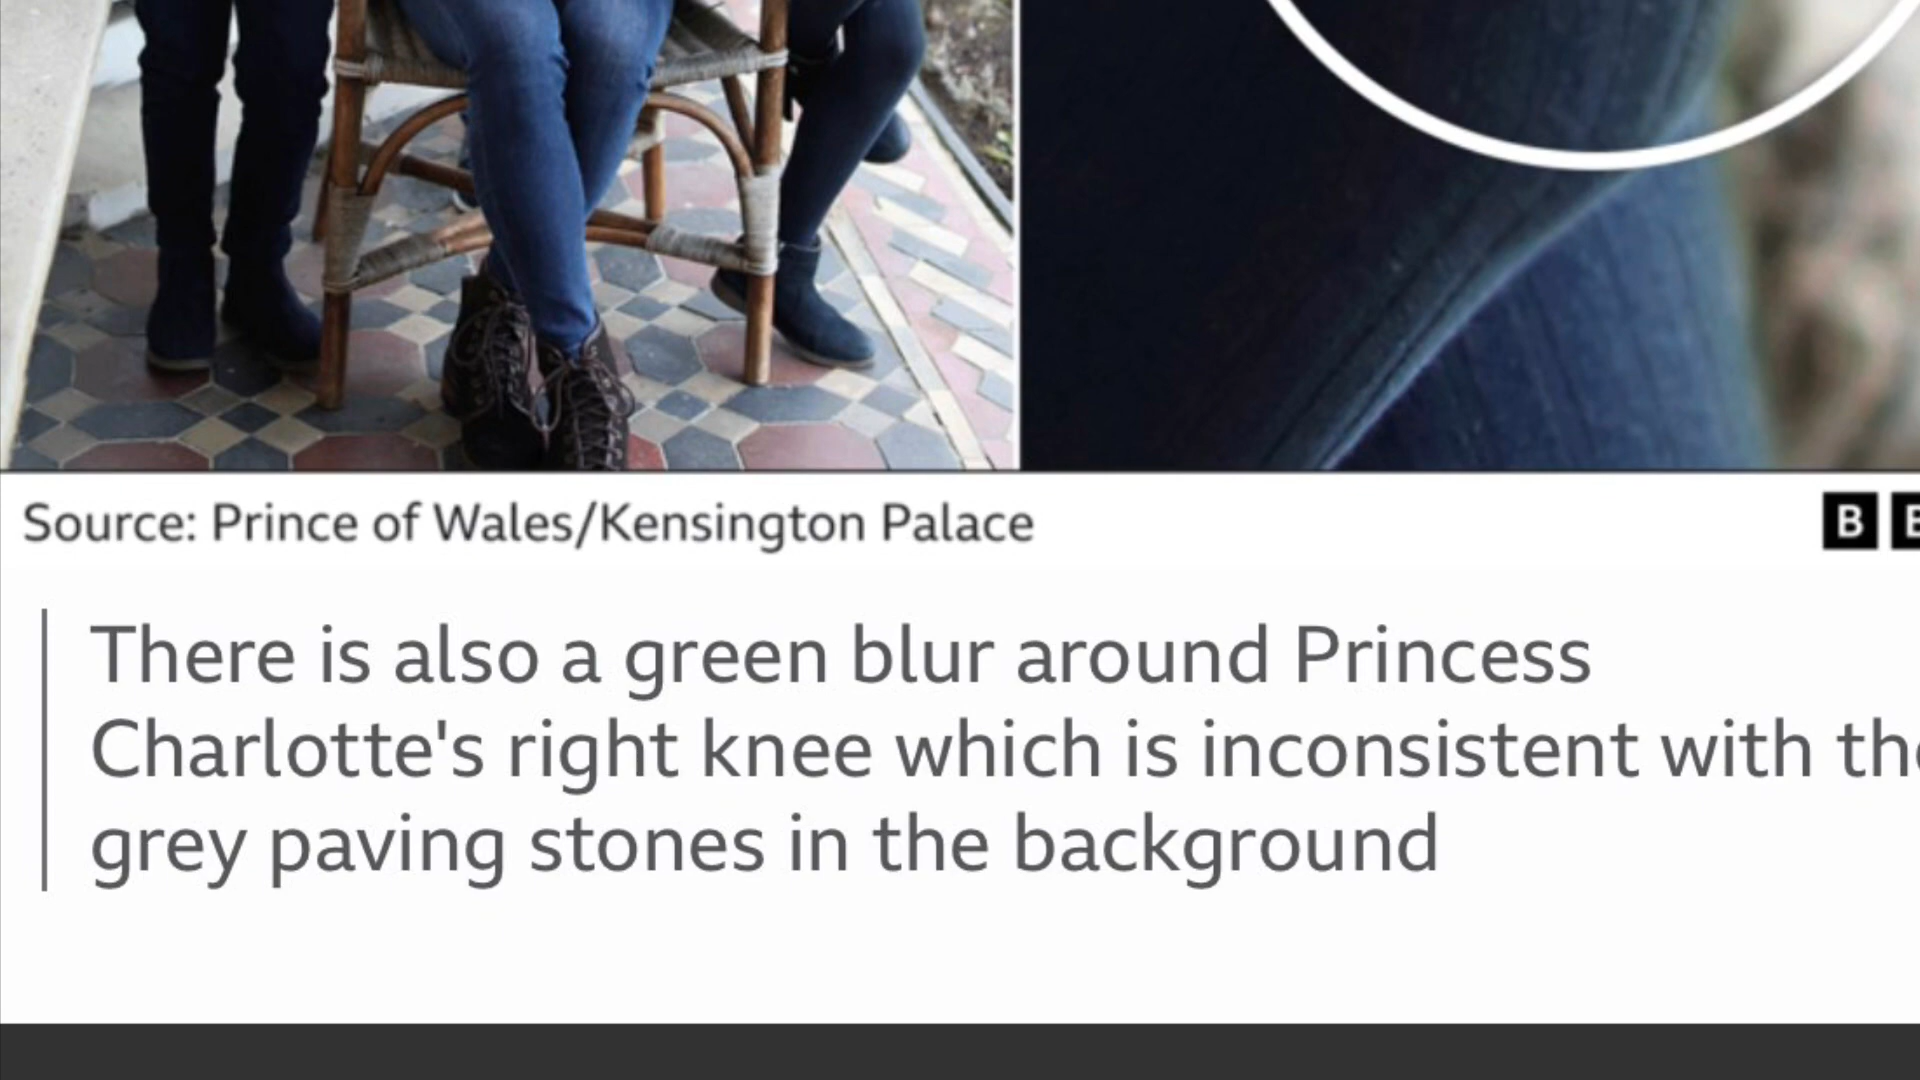 Source: Prince of Wales/Kensington Palace
B B
There is also a green blur around Princess
Charlotte's right knee which is inconsistent with the
grey paving stones in the background